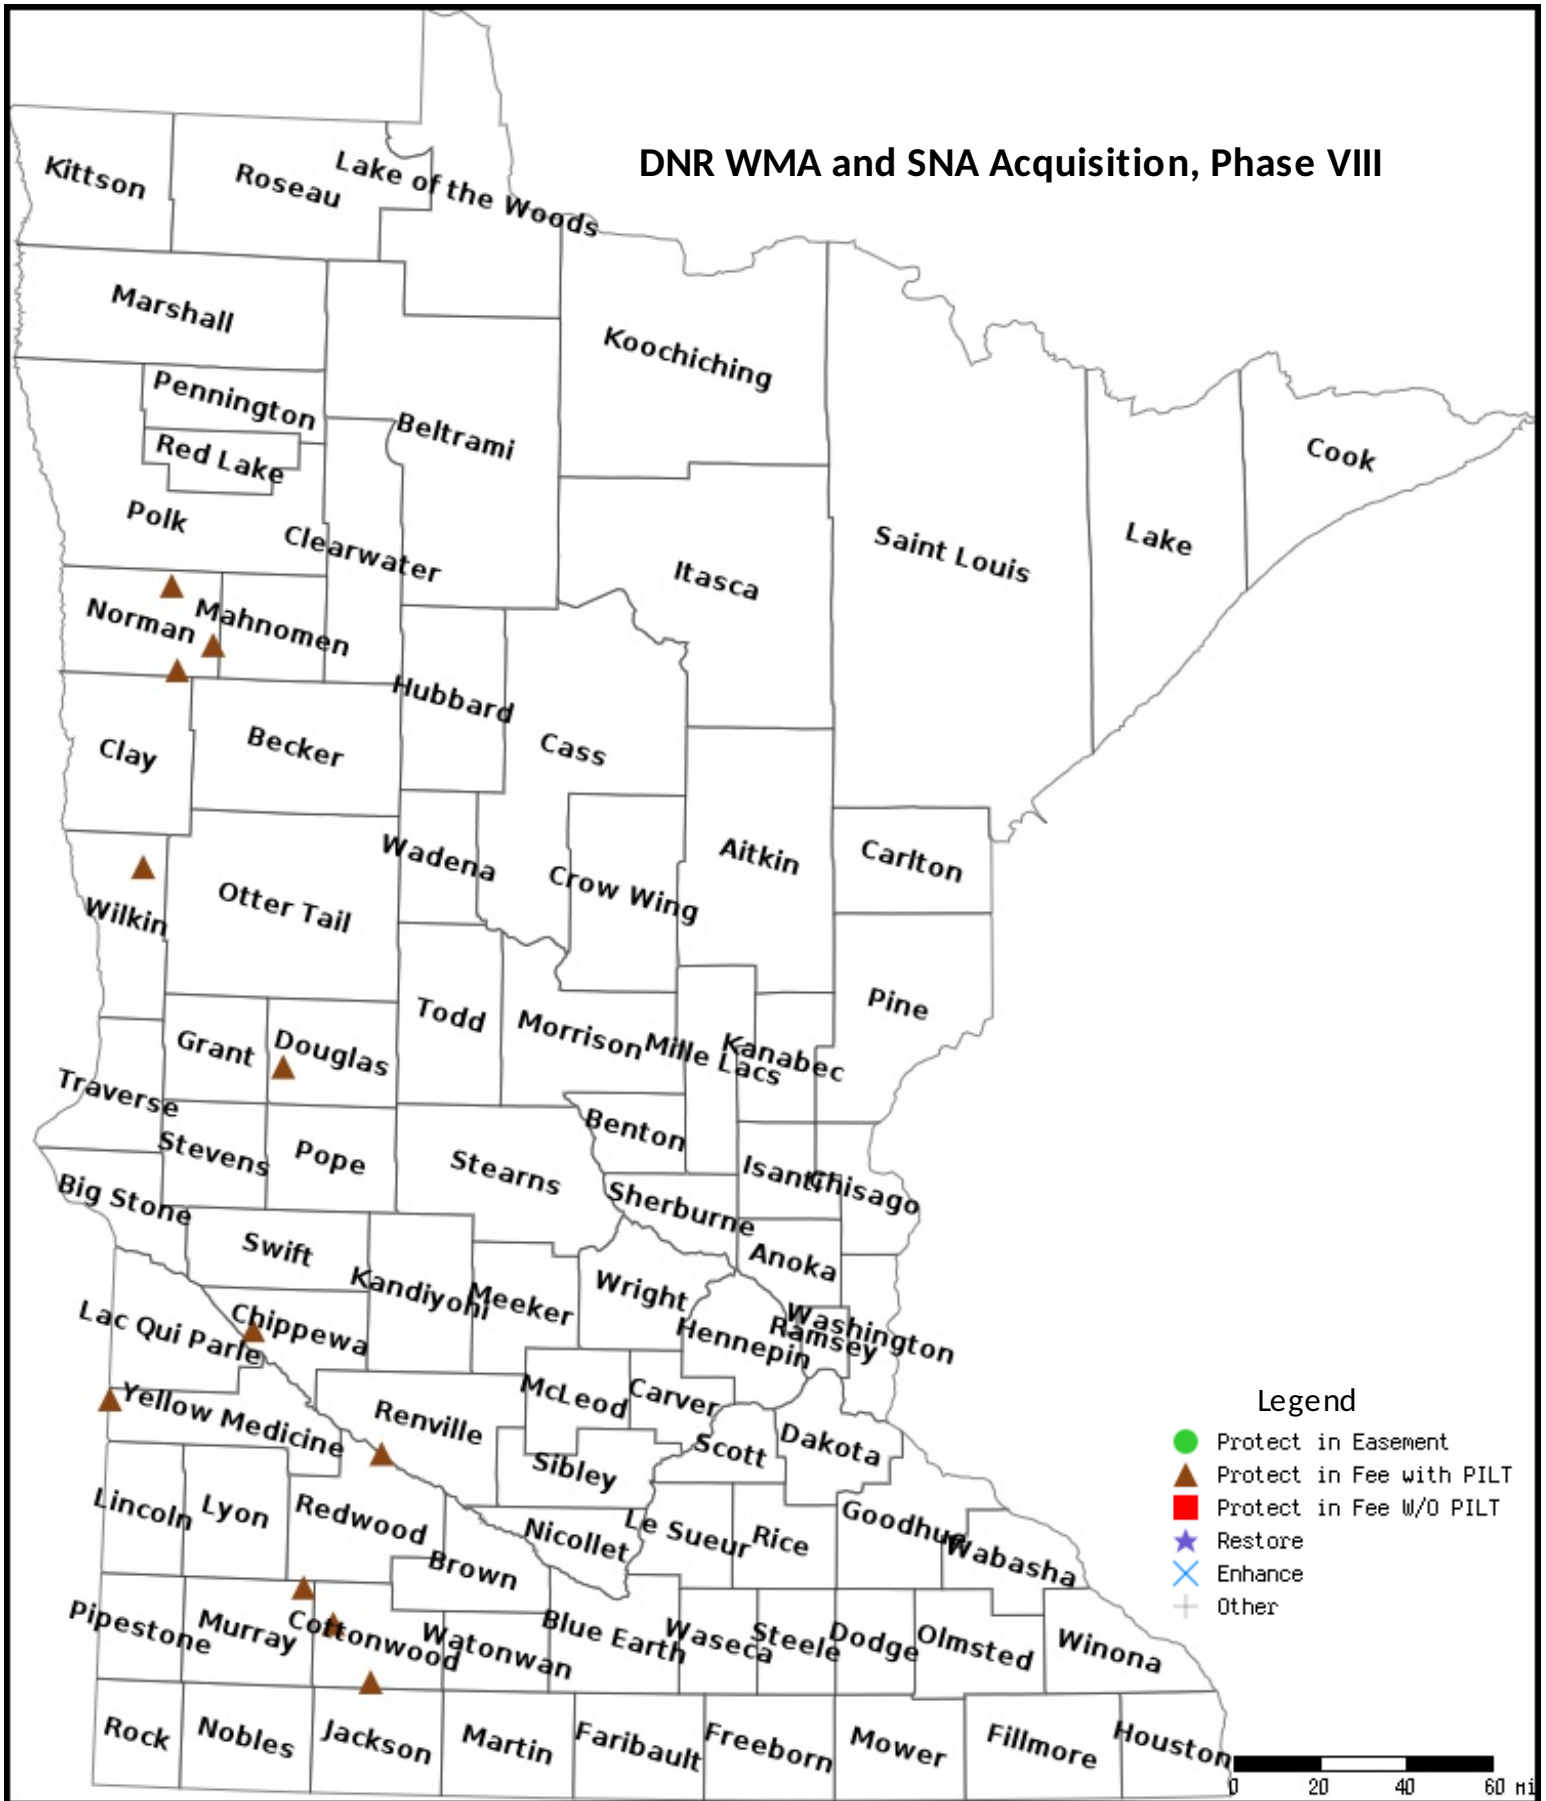 DNR WMA and SNA Acquisition, Phase VIII
Kittson
Roseau
Lake of the Woods
Marshall
Koochiching
Pennington
Beltrami
Red Lake
Cook
Polk
Clearwater
Itasca
Saint Louis
Lake
Norman
Mahnomen
Hubbard
Clay
Becker
Cass
Wadena
Aitkin
Carlton
Crow Wing
Otter Tail
Wilkin
Pine
Todd
Morrison
Mille Lacs
Kanabec
Grant
Douglas
Traverse
Stevens
Pope
Stearns
Benton
Isanti
Chisago
Big Stone
Sherburne
Swift
Anoka
Kandiyohi
Meeker
Wright
Washington
Ramsey
Hennepin
Lac Qui Parle
Chippewa
McLeod
Carver
Yellow Medicine
Renville
Scott
Dakota
Sibley
Lincoln
Lyon
Redwood
Nicollet
Le Sueur
Rice
Goodhue
Wabasha
Brown
Pipestone
Murray
Cottonwood
Watonwan
Blue Earth
Waseca
Steele
Dodge
Olmsted
Winona
Rock
Nobles
Jackson
Martin
Faribault
Freeborn
Mower
Fillmore
Houston
Legend
Protect in Easement
Protect in Fee with PILT
Protect in Fee W/O PILT
Restore
Enhance
Other
0 20 40 60 mi